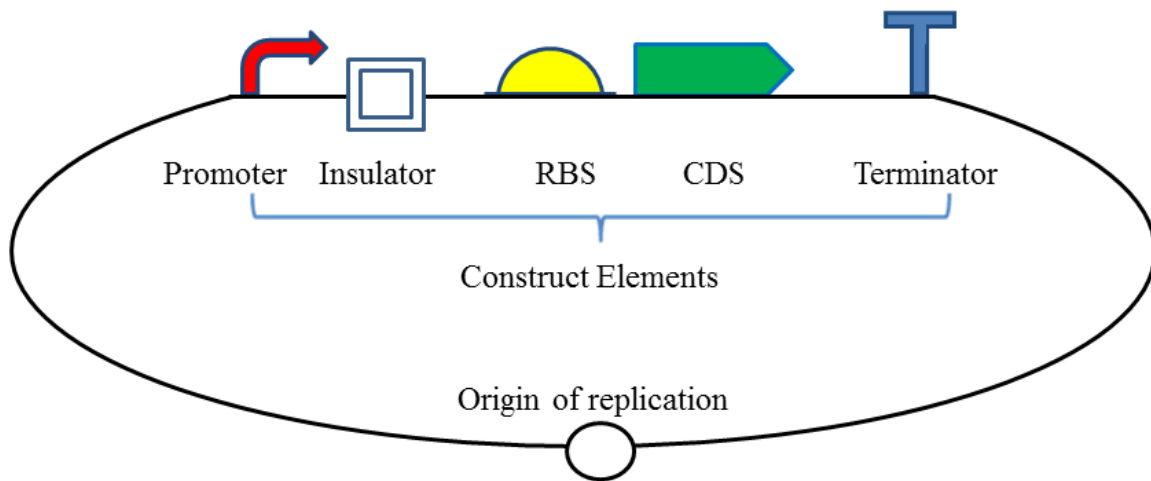 Promoter Insulator RBS CDS Terminator
Construct Elements
Origin of replication